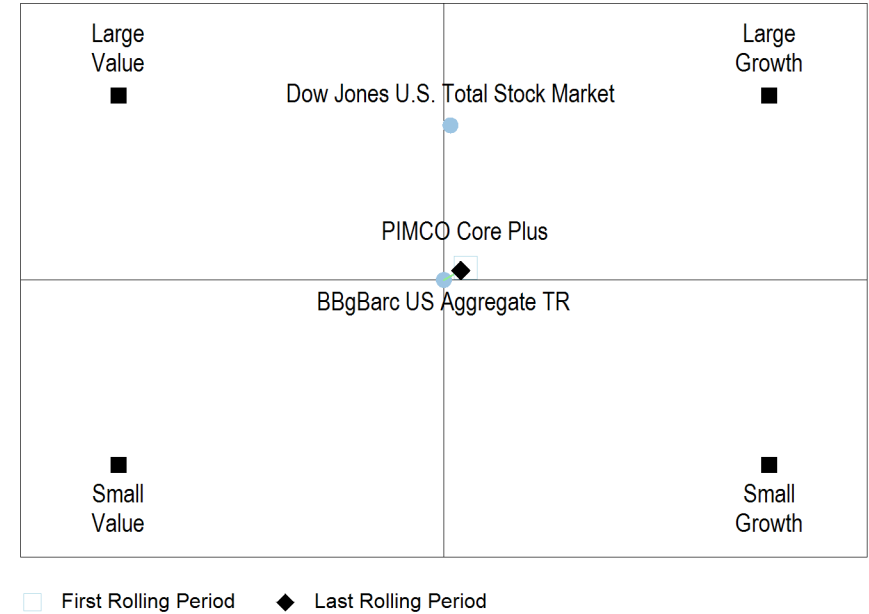 Large
Value
Large
Growth
Dow Jones U.S. Total Stock Market
PIMCO Core Plus
BBgBarc US Aggregate TR
Small
Value
Small
Growth
First Rolling Period
Last Rolling Period